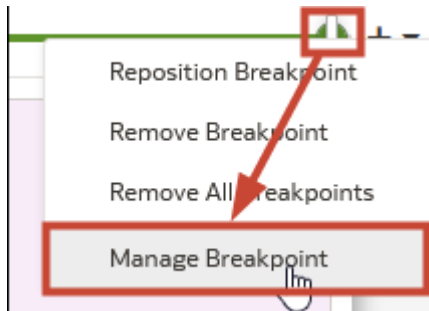 Reposition Breakpoint
Remove Breakpoint
Remove All Breakpoints
Manage Breakpoint